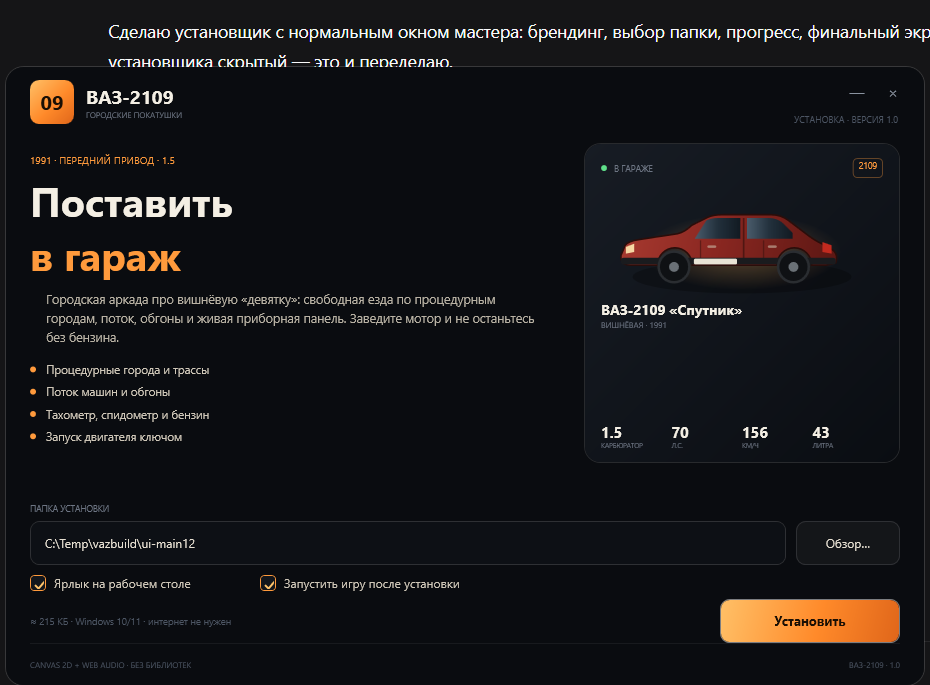 Сделаю установщик с нормальным окном мастера: брендинг, выбор папки, прогресс, финальный
установщика скрытый — это и переделаю.
09
ВАЗ-2109
ГОРОДСКИЕ ПОКАТУШКИ
УСТАНОВКА · ВЕРСИЯ 1.0
1991 · ПЕРЕДНИЙ ПРИВОД · 1.5
Поставить
в гараж
Городская аркада про вишнёвую «девятку»: свободная езда по процедурным
городам, поток, обгоны и живая приборная панель. Заведите мотор и не останьтесь
без бензина.
Процедурные города и трассы
Поток машин и обгоны
Тахометр, спидометр и бензин
Запуск двигателя ключом
В ГАРАЖЕ
2109
ВАЗ-2109 «Спутник»
ВИШНЁВАЯ · 1991
1.5 70 156 43
КАРБЮРАТОР Л.С. КМ/Ч ЛИТРА
ПАПКА УСТАНОВКИ
C:\Temp\vazbuild\ui-main12
Обзор...
Ярлык на рабочем столе
Запустить игру после установки
≈ 215 КБ · Windows 10/11 · интернет не нужен
Установить
CANVAS 2D + WEB AUDIO · БЕЗ БИБЛИОТЕК
ВАЗ-2109 · 1.0